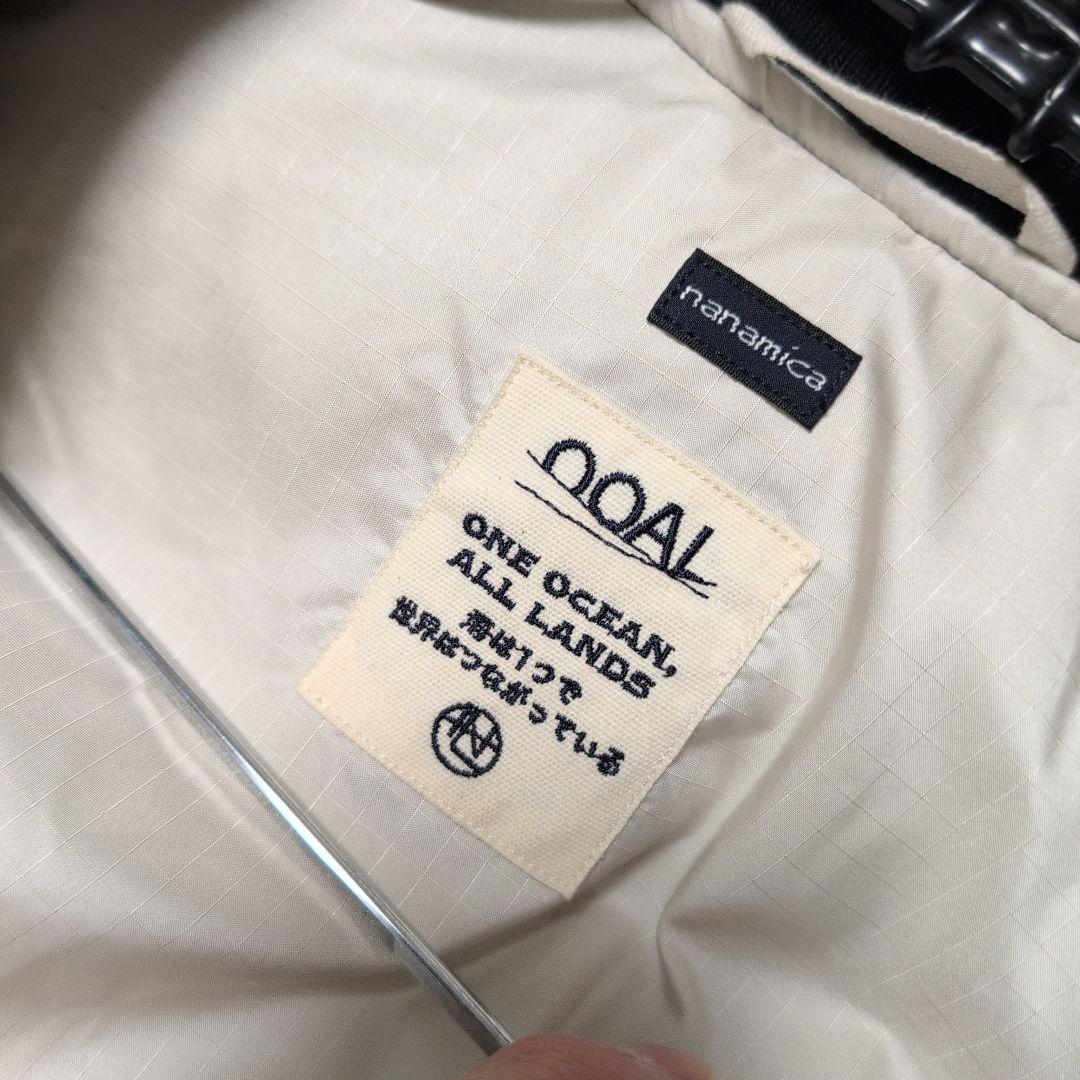 nanamica
OOAL
ONE OCEAN,
ALL LANDS
海は1つで
世界はつながっている